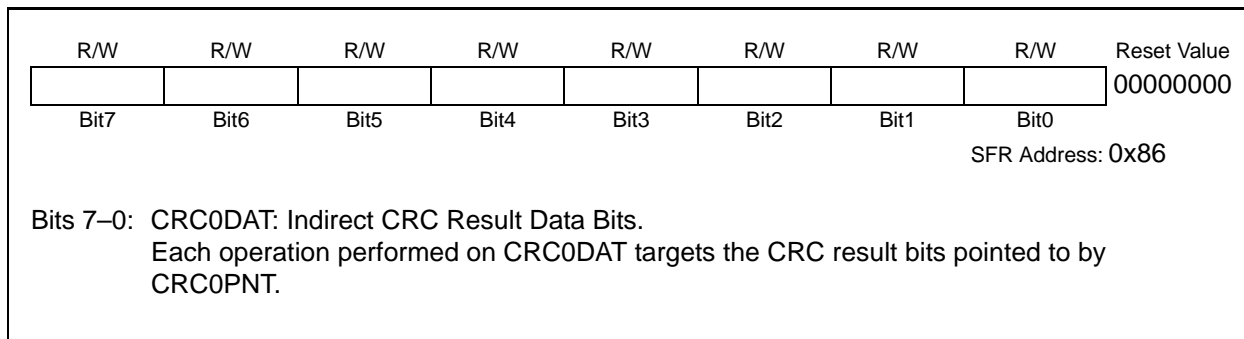 R/W R/W R/W R/W R/W R/W R/W R/W Reset Value
00000000
Bit7 Bit6 Bit5 Bit4 Bit3 Bit2 Bit1 Bit0
SFR Address: 0x86
Bits 7–0: CRC0DAT: Indirect CRC Result Data Bits.
Each operation performed on CRC0DAT targets the CRC result bits pointed to by
CRC0PNT.